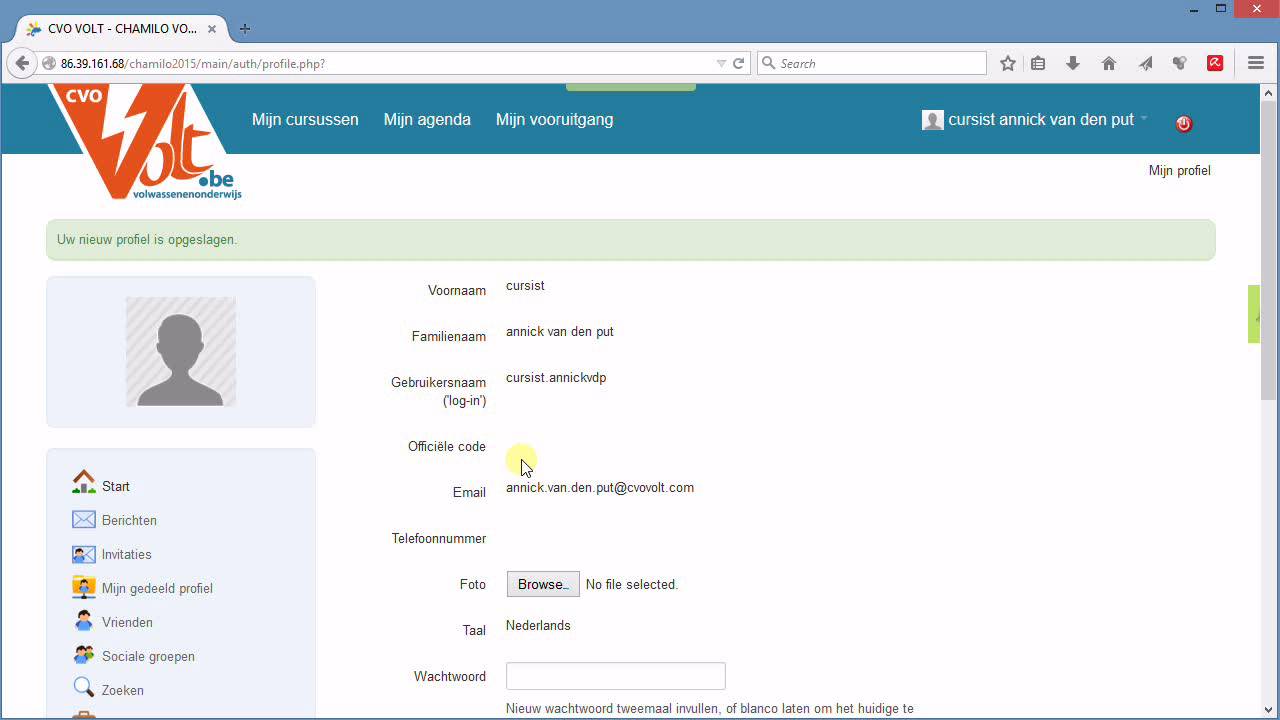 CVO VOLT - CHAMILO VO...
86.39.161.68/chamilo2015/main/auth/profile.php?
Search
CVO
Volt
.be
volwassenenonderwijs
Mijn cursussen
Mijn agenda
Mijn vooruitgang
cursist annick van den put
Mijn profiel
Uw nieuw profiel is opgeslagen.
Voornaam cursist
Familienaam annick van den put
Gebruikersnaam cursist.annickvdp
('log-in')
Officiële code
Email annick.van.den.put@cvovolt.com
Telefoonnummer
Foto Browse... No file selected.
Taal Nederlands
Wachtwoord
Nieuw wachtwoord tweemaal invullen, of blanco laten om het huidige te
Start
Berichten
Invitaties
Mijn gedeeld profiel
Vrienden
Sociale groepen
Zoeken